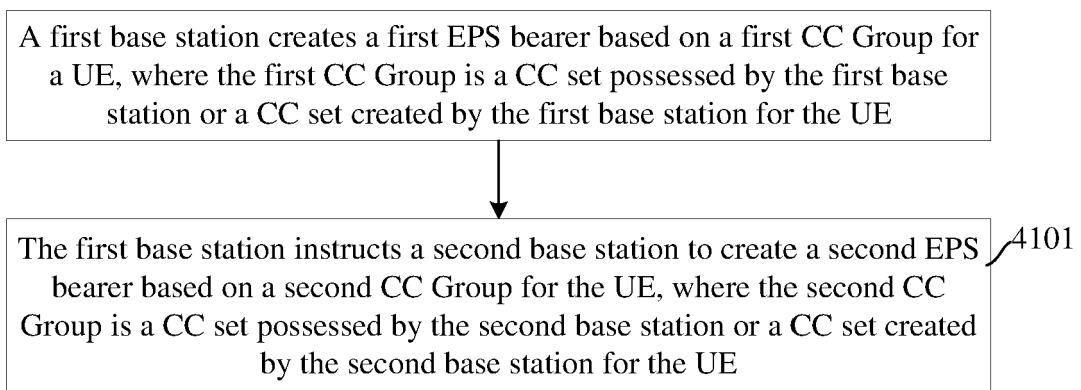 A first base station creates a first EPS bearer based on a first CC Group for
a UE, where the first CC Group is a CC set possessed by the first base
station or a CC set created by the first base station for the UE
The first base station instructs a second base station to create a second EPS
bearer based on a second CC Group for the UE, where the second CC
Group is a CC set possessed by the second base station or a CC set created
by the second base station for the UE
4101